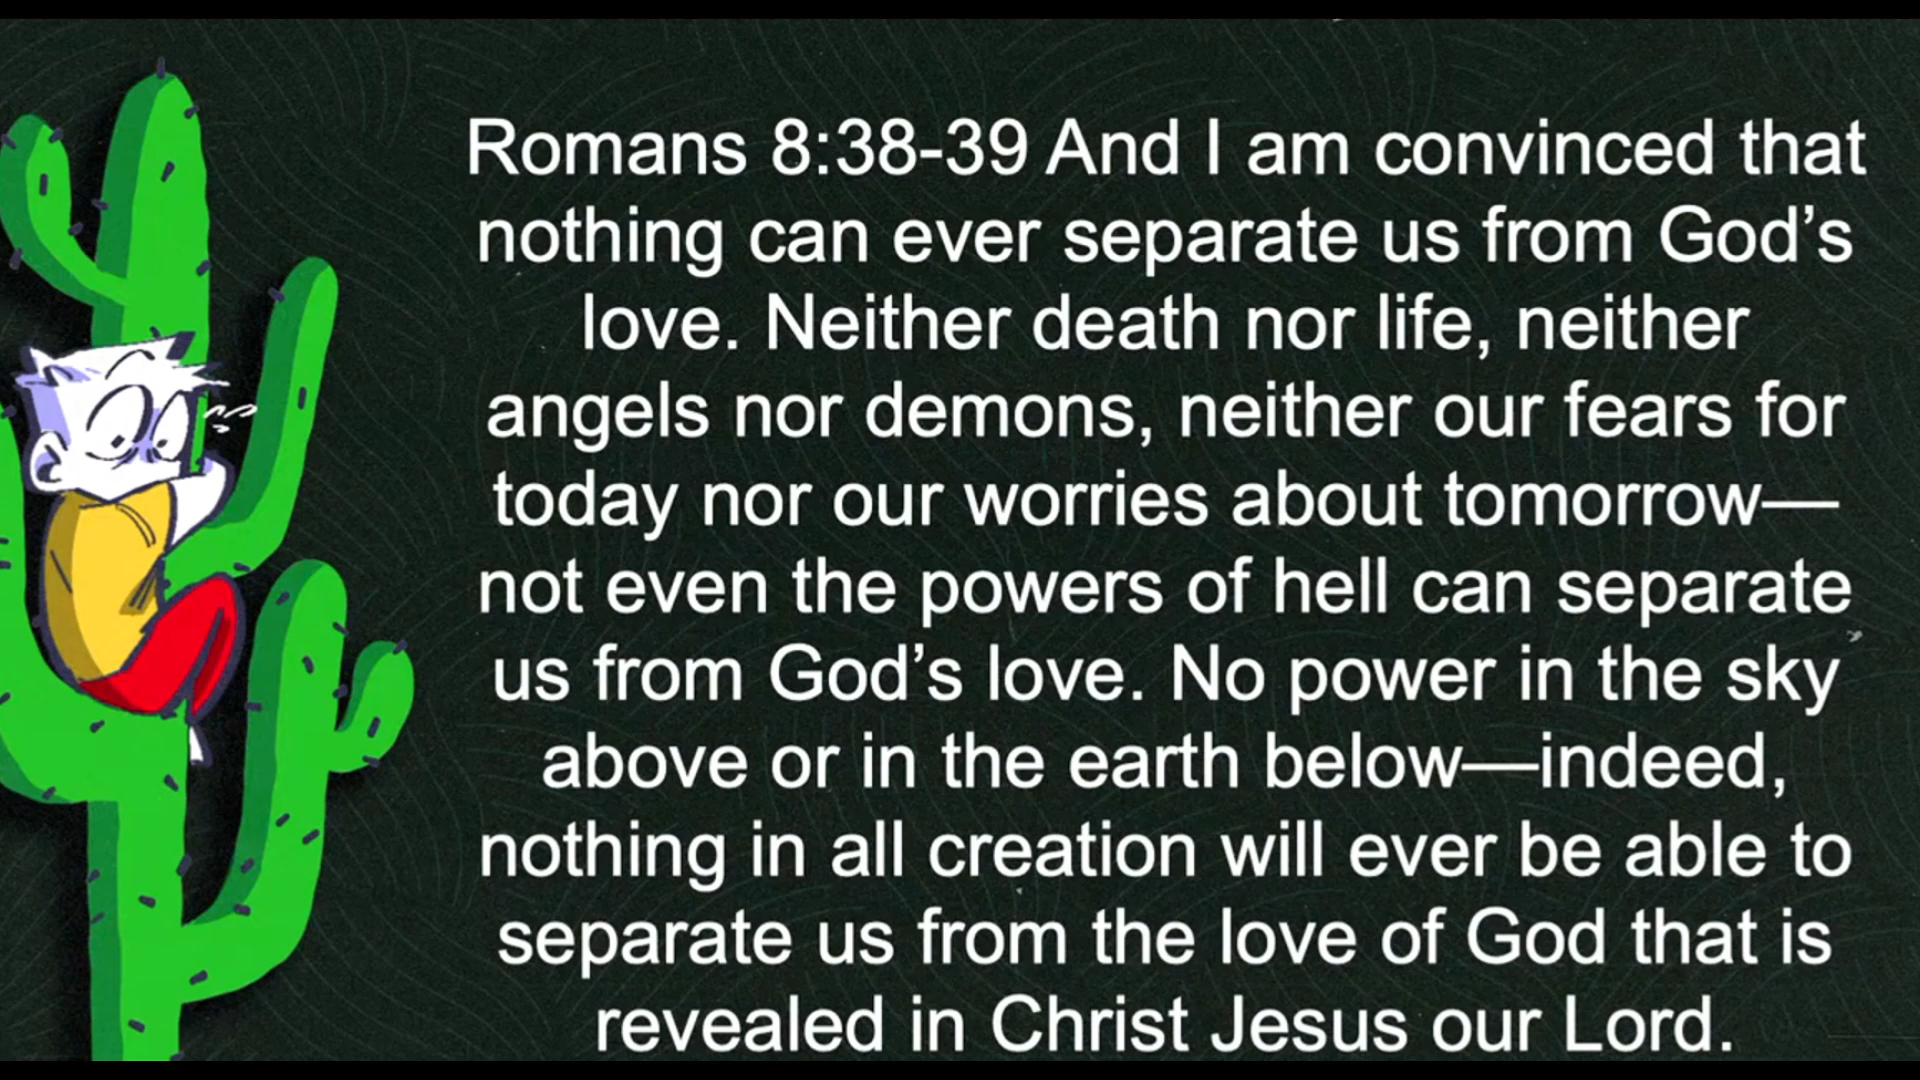 Romans 8:38-39 And I am convinced that
nothing can ever separate us from God’s
love. Neither death nor life, neither
angels nor demons, neither our fears for
today nor our worries about tomorrow—
not even the powers of hell can separate
us from God’s love. No power in the sky
above or in the earth below—indeed,
nothing in all creation will ever be able to
separate us from the love of God that is
revealed in Christ Jesus our Lord.